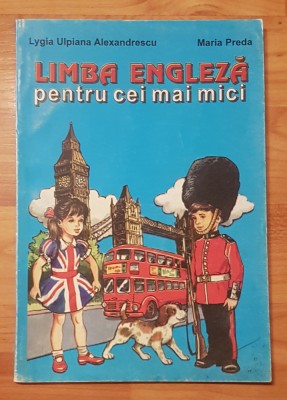 Lygia Ulpiana Alexandrescu Maria Preda
LIMBA ENGLEZĂ
pentru cei mai mici